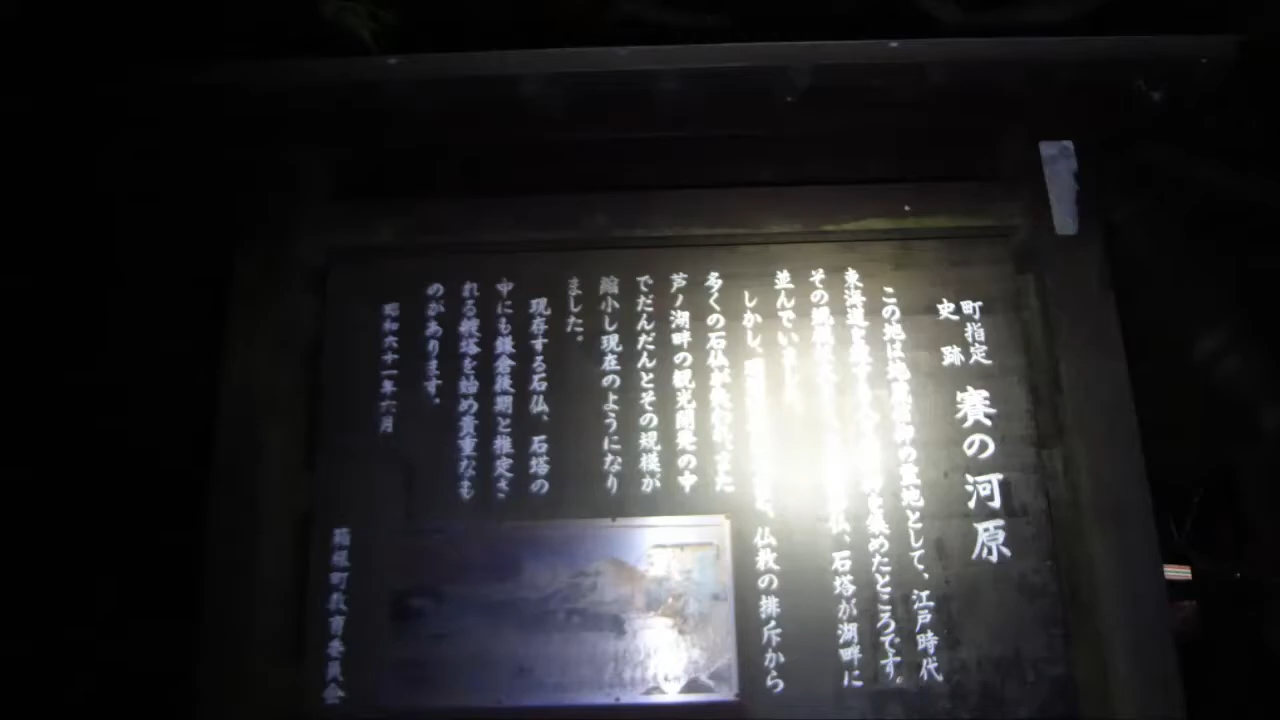 町指定
史跡
賽の河原
この地は地蔵信仰の霊地として、江戸時代
東海道を 集めたところです。
その規模 石塔が湖畔に
並んでいました
しかし、 仏教の排斥から
多くの石仏が また
芦ノ湖畔の観光開発の中
でだんだんとその規模が
縮小し現在のようになり
ました。
現存する石仏、石塔の
中にも鎌倉後期と推定さ
れる 塔を始め貴重なも
のがあります。
昭和六十一年六月
箱根町教育委員会